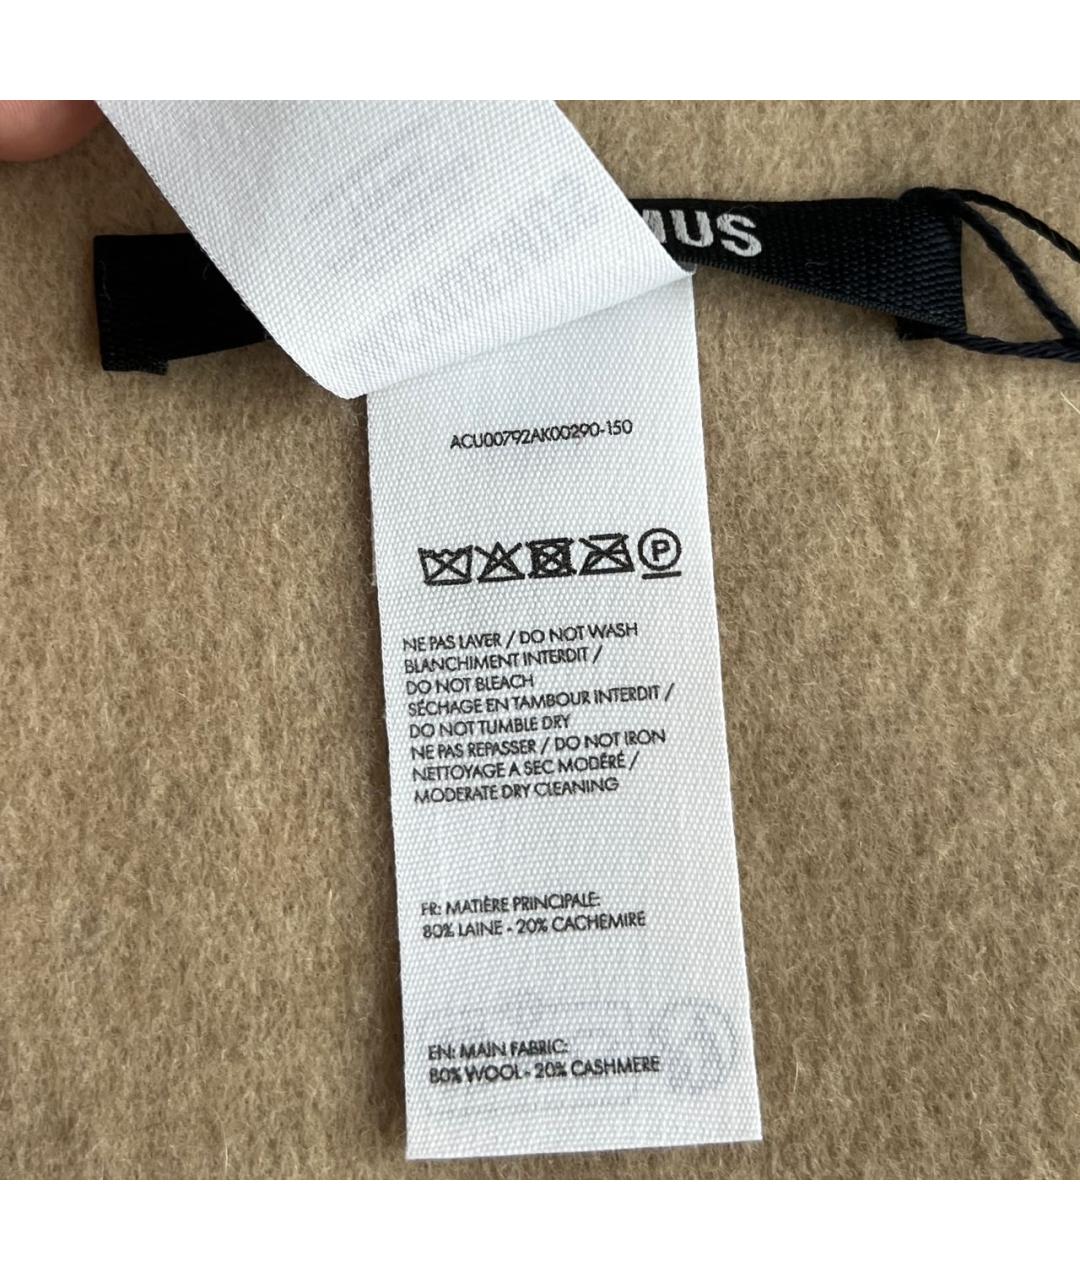 MUS
ACU00792AK00290-150
P
NE PAS LAVER / DO NOT WASH
BLANCHIMENT INTERDIT /
DO NOT BLEACH
SÉCHAGE EN TAMBOUR INTERDIT /
DO NOT TUMBLE DRY
NE PAS REPASSER / DO NOT IRON
NETTOYAGE A SEC MODÉRÉ /
MODERATE DRY CLEANING
FR: MATIÈRE PRINCIPALE:
80% LAINE - 20% CACHEMIRE
EN: MAIN FABRIC:
80% WOOL - 20% CASHMERE